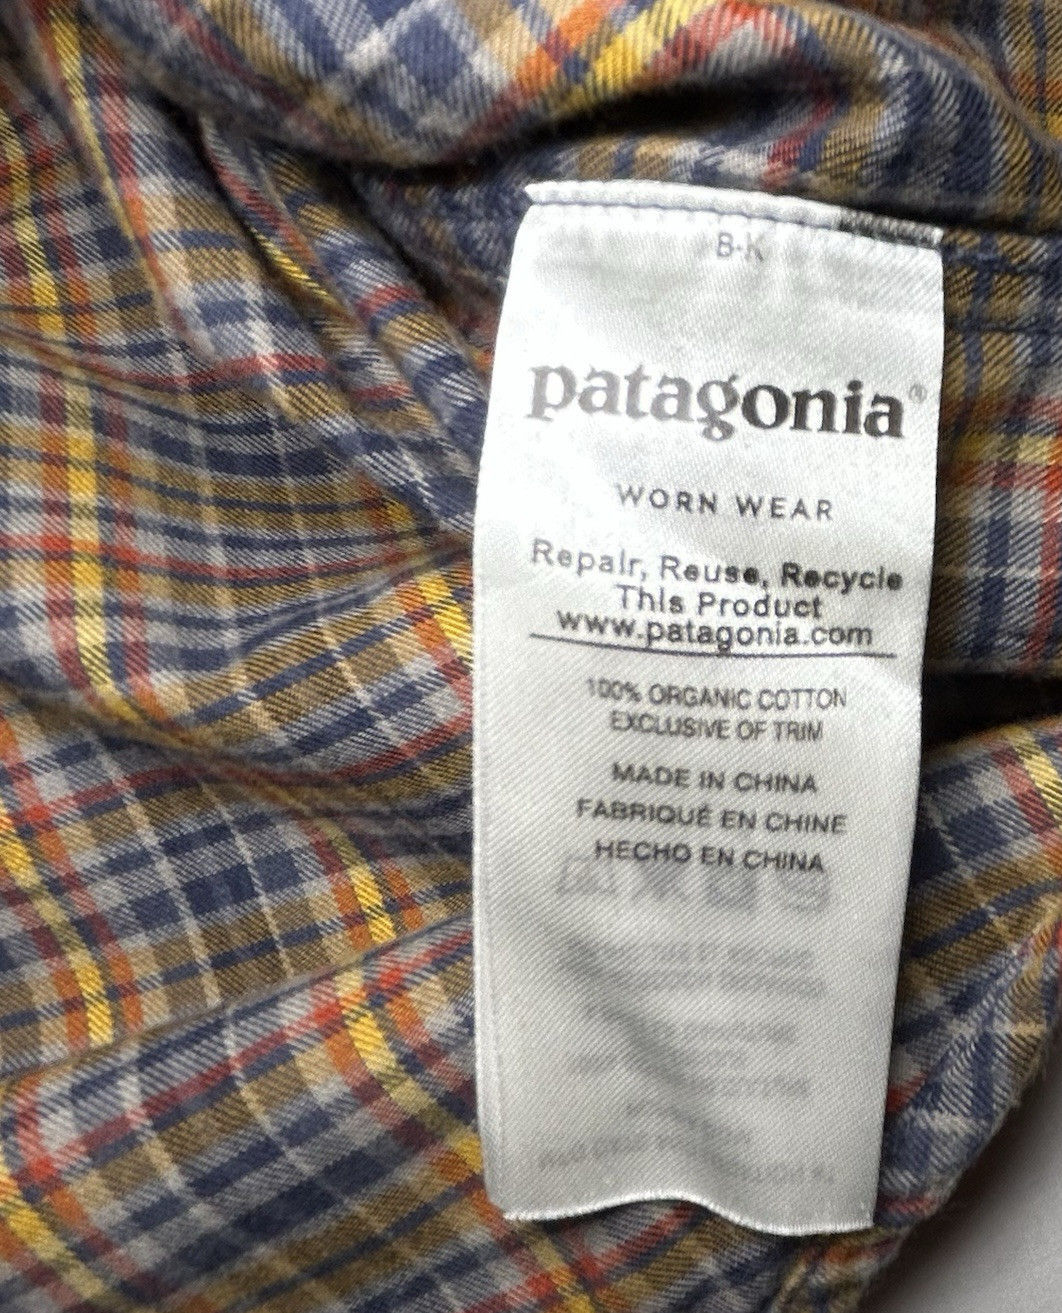 B-K
patagonia®
WORN WEAR
Repair, Reuse, Recycle
This Product
www.patagonia.com
100% ORGANIC COTTON
EXCLUSIVE OF TRIM
MADE IN CHINA
FABRIQUÉ EN CHINE
HECHO EN CHINA